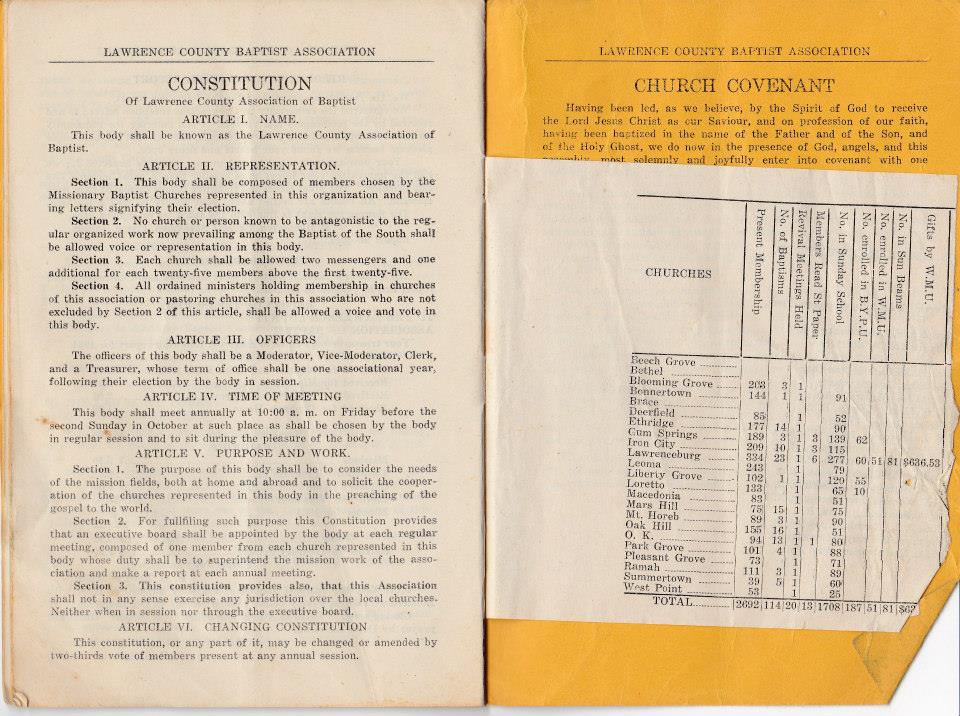 LAWRENCE COUNTY BAPTIST ASSOCIATION
CONSTITUTION
Of Lawrence County Association of Baptist
ARTICLE I. NAME.
This body shall be known as the Lawrence County Association of
Baptist.
ARTICLE II. REPRESENTATION.
Section 1. This body shall be composed of members chosen by the
Missionary Baptist Churches represented in this organization and bear-
ing letters signifying their election.
Section 2. No church or person known to be antagonistic to the reg-
ular organized work now prevailing among the Baptist of the South shall
be allowed voice or representation in this body.
Section 3. Each church shall be allowed two messengers and one
additional for each twenty-five members above the first twenty-five.
Section 4. All ordained ministers holding membership in churches
of this association or pastoring churches in this association who are not
excluded by Section 2 of this article, shall be allowed a voice and vote in
this body.
ARTICLE III. OFFICERS
The officers of this body shall be a Moderator, Vice-Moderator, Clerk,
and a Treasurer, whose term of office shall be one associational year,
following their election by the body in session.
ARTICLE IV. TIME OF MEETING
This body shall meet annually at 10:00 a. m. on Friday before the
second Sunday in October at such place as shall be chosen by the body
in regular session and to sit during the pleasure of the body.
ARTICLE V. PURPOSE AND WORK.
Section 1. The purpose of this body shall be to consider the needs
of the mission fields, both at home and abroad and to solicit the cooper-
ation of the churches represented in this body in the preaching of the
gospel to the world.
Section 2. For fullfiling such purpose this Constitution provides
that an executive board shall be appointed by the body at each regular
meeting, composed of one member from each church represented in this
body whose duty shall be to superintend the mission work of the asso-
ciation and make a report at each annual meeting.
Section 3. This constitution provides also, that this Association
shall not in any sense exercise any jurisdiction over the local churches.
Neither when in session nor through the executive board.
ARTICLE VI. CHANGING CONSTITUTION
This constitution, or any part of it, may be changed or amended by
two-thirds vote of members present at any annual session.
LAWRENCE COUNTY BAPTIST ASSOCIATION
CHURCH COVENANT
Having been led, as we believe, by the Spirit of God to receive
the Lord Jesus Christ as our Saviour, and on profession of our faith,
having been baptized in the name of the Father and of the Son, and
of the Holy Ghost, we do now in the presence of God, angels, and this
assembly, most solemnly and joyfully enter into covenant with one
CHURCHES
Present Membership
No. of Baptisms
Revival Meetings Held
Members Read St Paper
No. in Sunday School
No. enrolled in B.Y.P.U.
No. enrolled in W.M.U.
No. in Sun Beams
Gifts by W.M.U.
Beech Grove
Bethel
Blooming Grove 203 3 1
Bonnertown 144 1 1 91
Brace
Deerfield 85 1 52
Ethridge 177 14 1 90
Gum Springs 189 3 1 3 139 62
Iron City 209 10 1 3 115
Lawrenceburg 334 23 1 6 277 60 51 81 $636.53
Leoma 243 1 79
Liberty Grove 102 1 1 120 55
Loretto 133 1 65 10
Macedonia 83 1 51
Mars Hill 75 15 1 75
Mt. Horeb 89 3 1 90
Oak Hill 155 16 1 51
O. K. 94 13 1 1 80
Park Grove 101 4 1 88
Pleasant Grove 73 1 71
Ramah 111 3 1 89
Summertown 39 5 1 60
West Point 53 1 25
TOTAL 2692 114 20 13 1708 187 51 81 $63